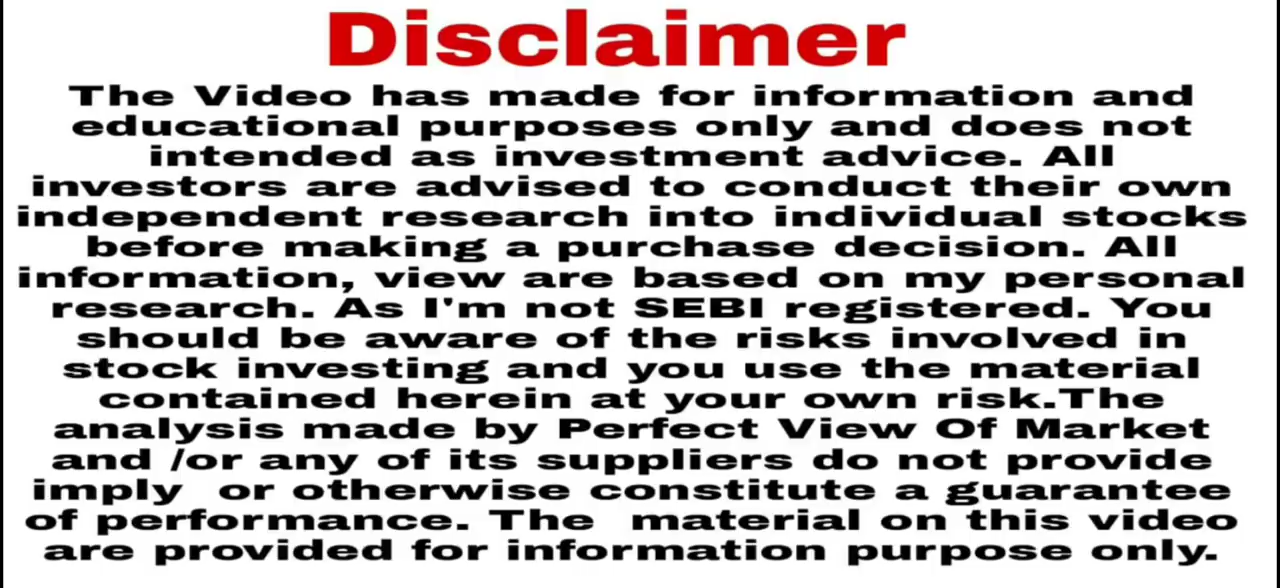 Disclaimer
The Video has made for information and
educational purposes only and does not
intended as investment advice. All
investors are advised to conduct their own
independent research into individual stocks
before making a purchase decision. All
information, view are based on my personal
research. As I'm not SEBI registered. You
should be aware of the risks involved in
stock investing and you use the material
contained herein at your own risk.The
analysis made by Perfect View Of Market
and /or any of its suppliers do not provide
imply  or otherwise constitute a guarantee
of performance. The  material on this video
are provided for information purpose only.